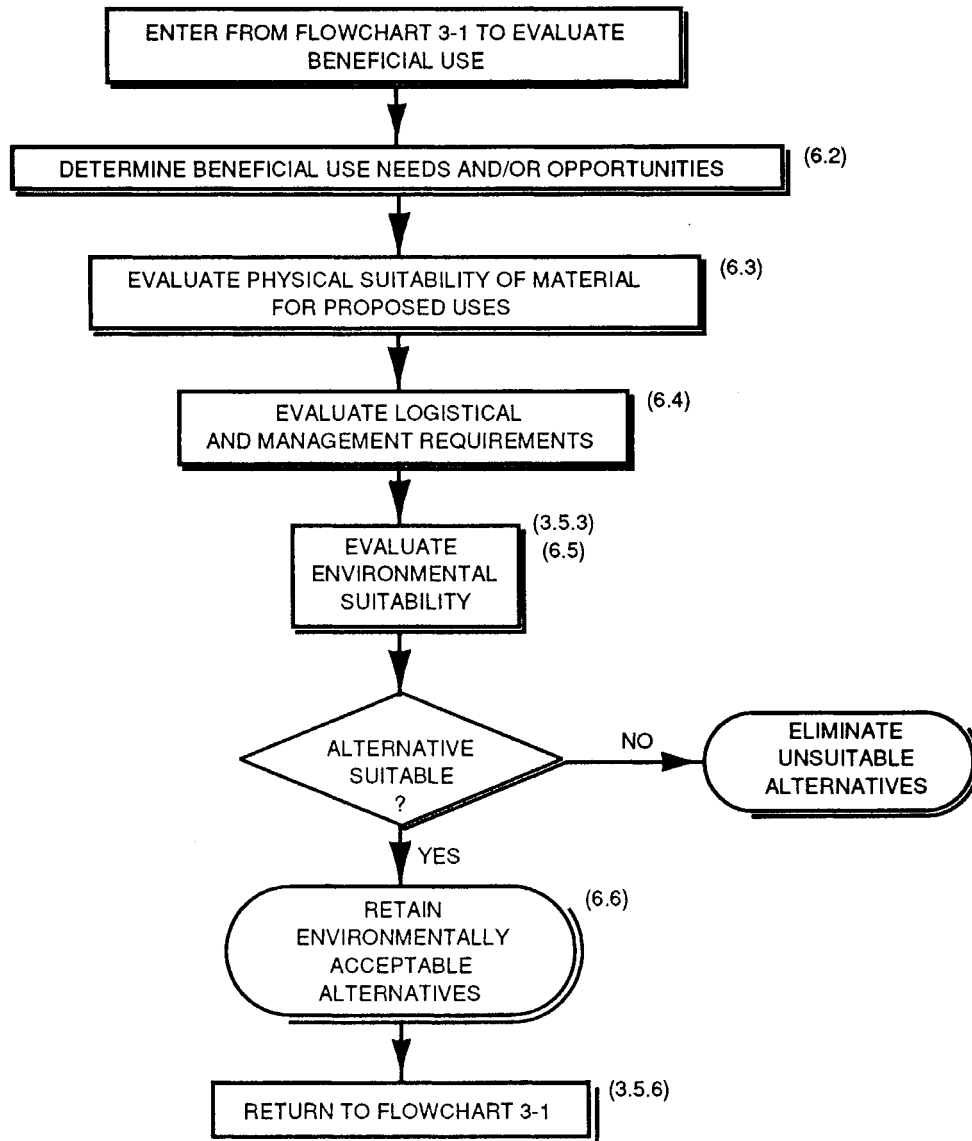 ENTER FROM FLOWCHART 3-1 TO EVALUATE
BENEFICIAL USE
DETERMINE BENEFICIAL USE NEEDS AND/OR OPPORTUNITIES
(6.2)
EVALUATE PHYSICAL SUITABILITY OF MATERIAL
FOR PROPOSED USES
(6.3)
EVALUATE LOGISTICAL
AND MANAGEMENT REQUIREMENTS
(6.4)
(3.5.3)
(6.5)
EVALUATE
ENVIRONMENTAL
SUITABILITY
ALTERNATIVE
SUITABLE
?
NO
ELIMINATE
UNSUITABLE
ALTERNATIVES
YES
RETAIN
ENVIRONMENTALLY
ACCEPTABLE
ALTERNATIVES
(6.6)
RETURN TO FLOWCHART 3-1
(3.5.6)